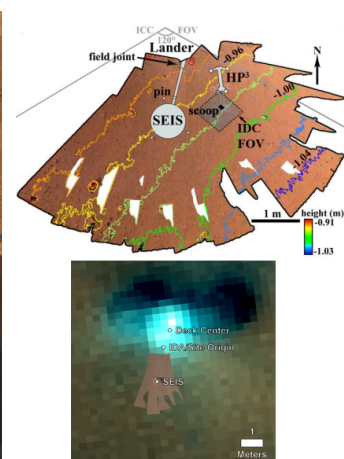 ICC FOV
120°
Lander
-0.96
field joint
N
HP³
pin
-1.00
scoop
SEIS
IDC
FOV
-1.04
1 m
height (m)
-0.91
-1.03
Deck Center
IDA/Site Origin
SEIS
1
Meters